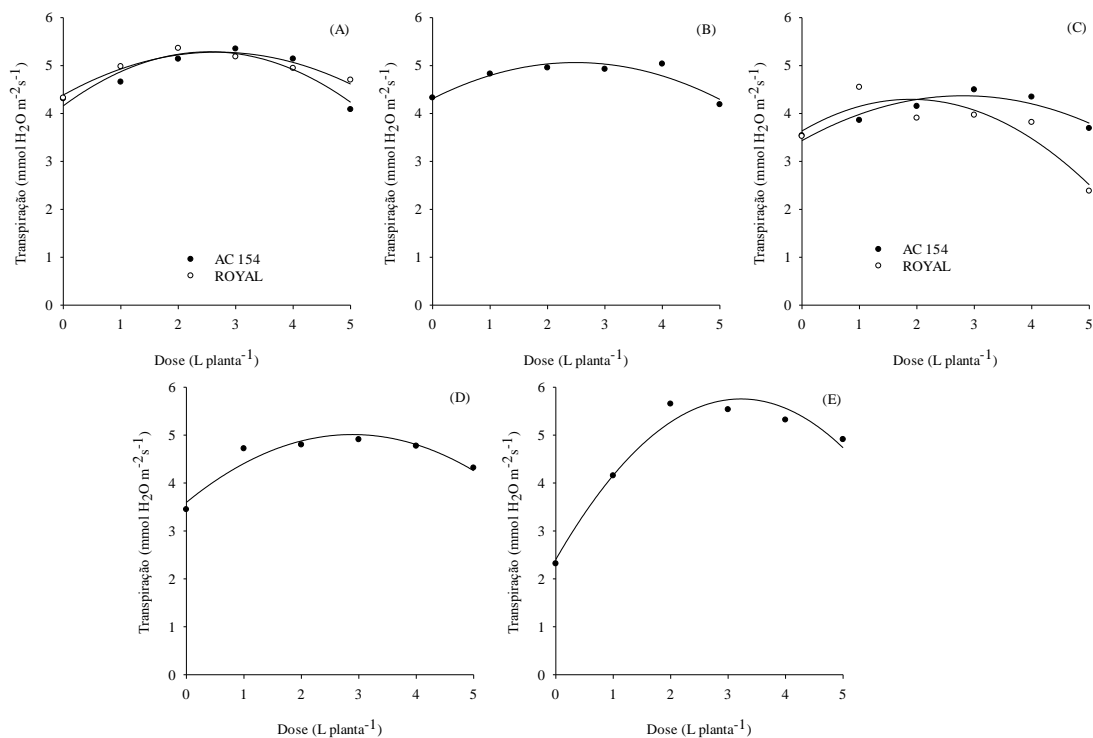 (A)
Transpiração (mmol H2O m-2s-1)
6
5
4
3
2
1
0
AC 154
ROYAL
0 1 2 3 4 5
Dose (L planta-1)
(B)
Transpiração (mmol H2O m-2s-1)
6
5
4
3
2
1
0
0 1 2 3 4 5
Dose (L planta-1)
(C)
Transpiração (mmol H2O m-2s-1)
6
5
4
3
2
1
0
AC 154
ROYAL
0 1 2 3 4 5
Dose (L planta-1)
(D)
Transpiração (mmol H2O m-2s-1)
6
5
4
3
2
1
0
0 1 2 3 4 5
Dose (L planta-1)
(E)
Transpiração (mmol H2O m-2s-1)
6
5
4
3
2
1
0
0 1 2 3 4 5
Dose (L planta-1)